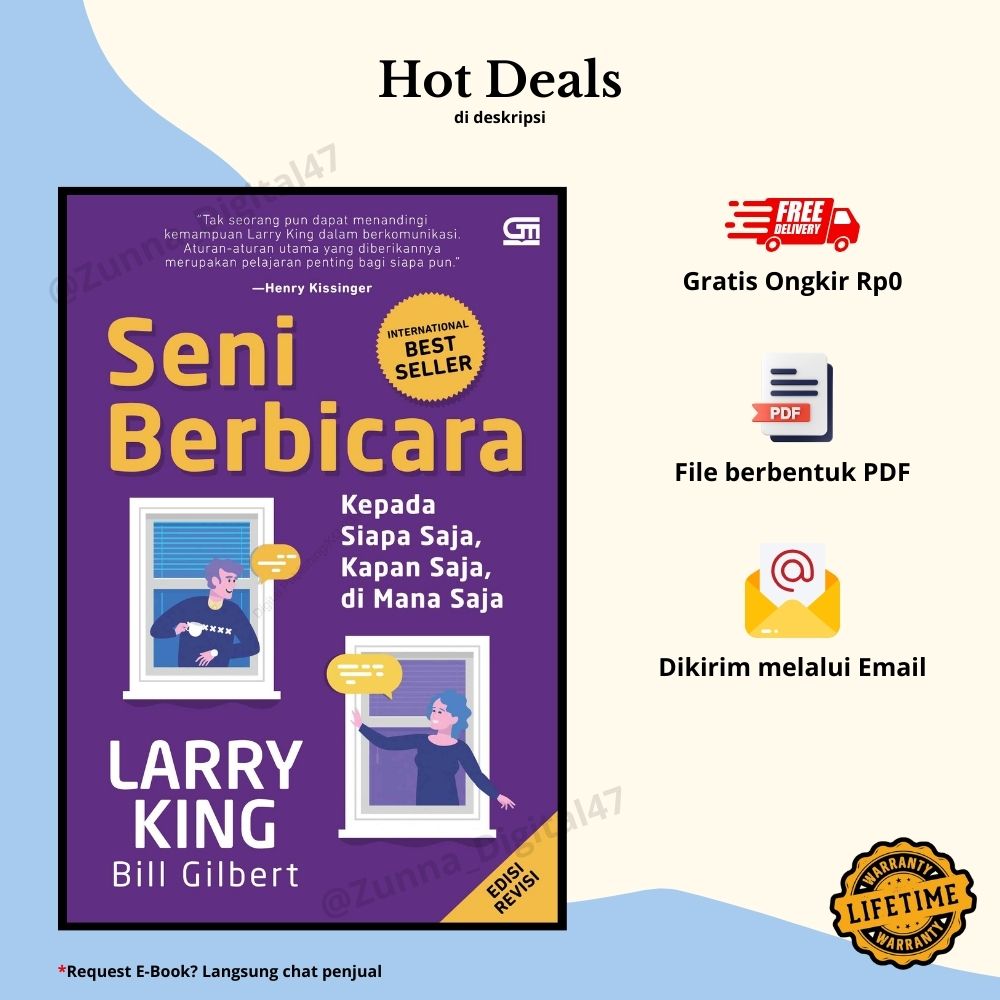 Hot Deals
di deskripsi
@Zunna_Digital47
“Tak seorang pun dapat menandingi
kemampuan Larry King dalam berkomunikasi.
Aturan-aturan utama yang diberikannya
merupakan pelajaran penting bagi siapa pun.”
—Henry Kissinger
GM
INTERNATIONAL
BEST
SELLER
Seni
Berbicara
Kepada
Siapa Saja,
Kapan Saja,
di Mana Saja
LARRY
KING
Bill Gilbert
EDISI
REVISI
@Zunna_Digital47
FREE
DELIVERY
Gratis Ongkir Rp0
PDF
File berbentuk PDF
@
Dikirim melalui Email
WARRANTY
LIFETIME
WARRANTY
*Request E-Book? Langsung chat penjual